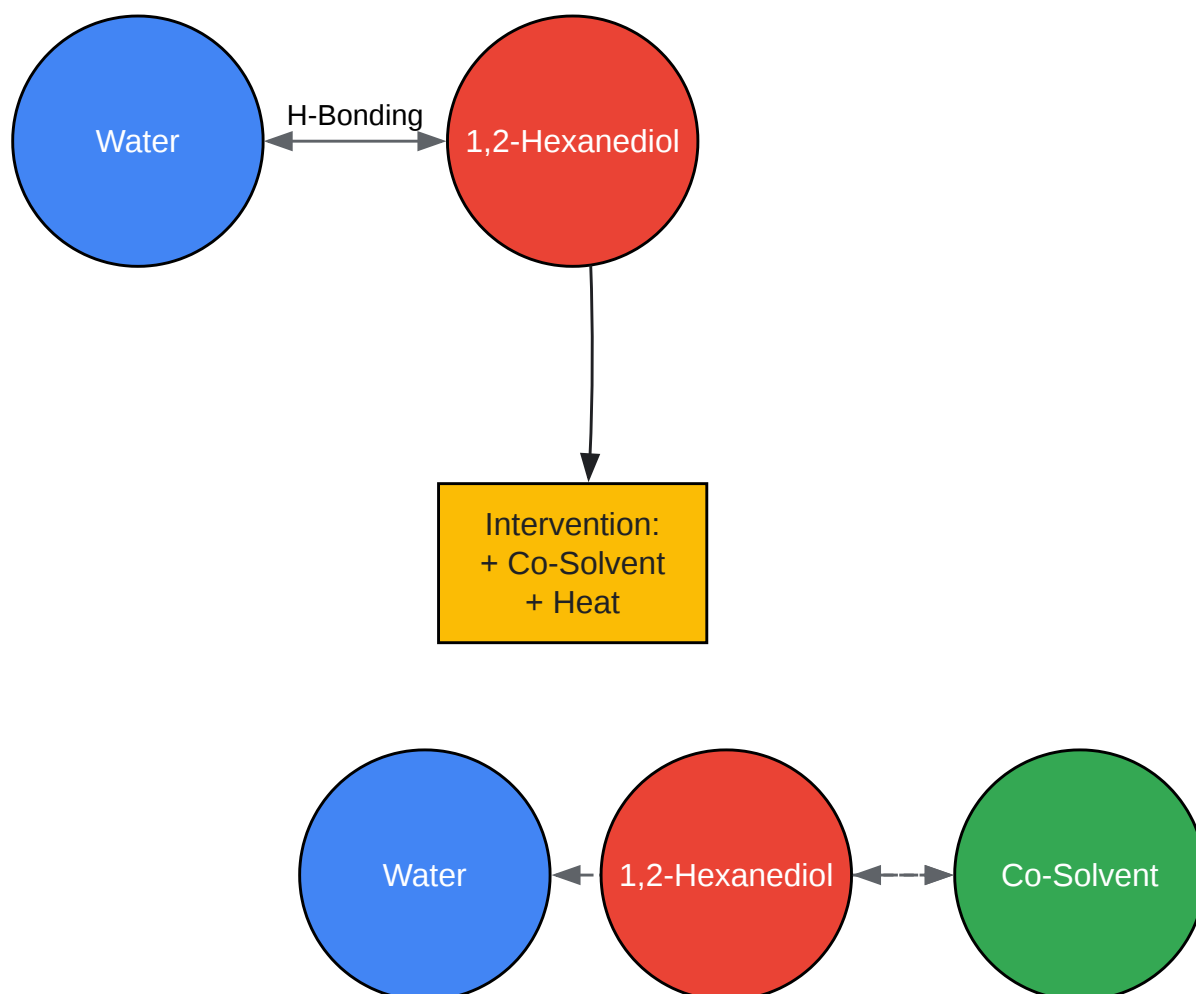 H-Bonding
Water
1,2-Hexanediol
Intervention:
+ Co-Solvent
+ Heat
Water
1,2-Hexanediol
Co-Solvent